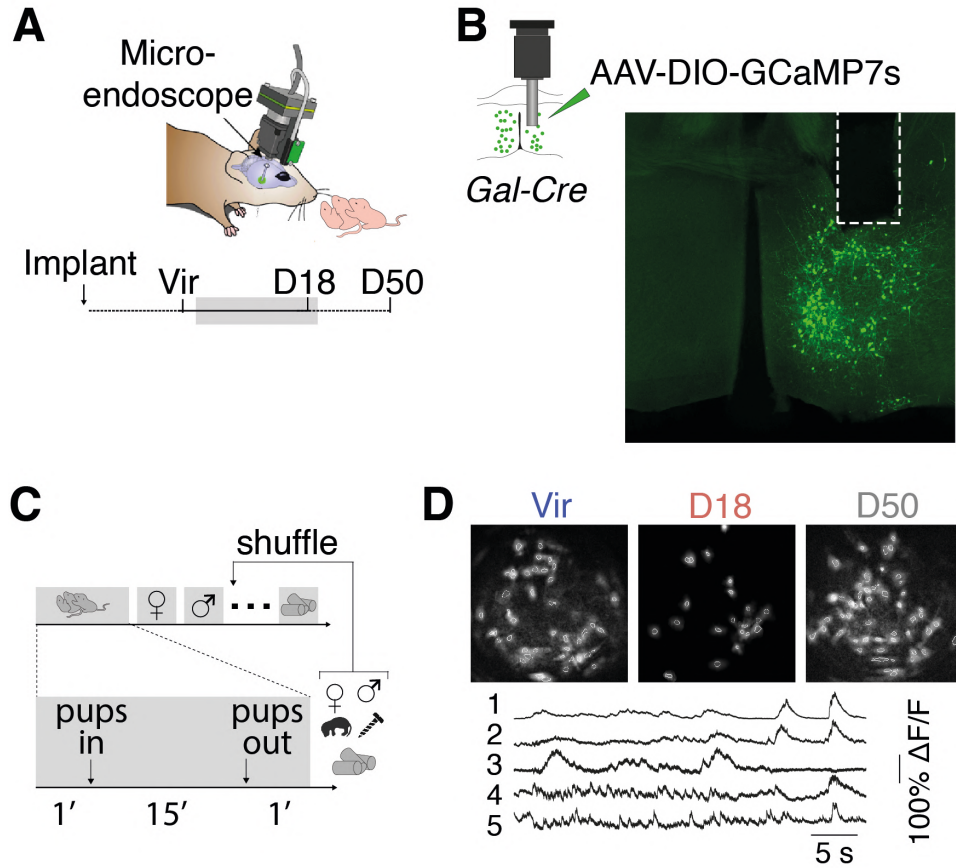 A
Micro-
endoscope
Implant
Vir
D18
D50
B
AAV-DIO-GCaMP7s
Gal-Cre
C
shuffle
♀
♂
...
♀ ♂
pups
in
pups
out
1′
15′
1′
D
Vir
D18
D50
1
2
3
4
5
100% ΔF/F
5 s